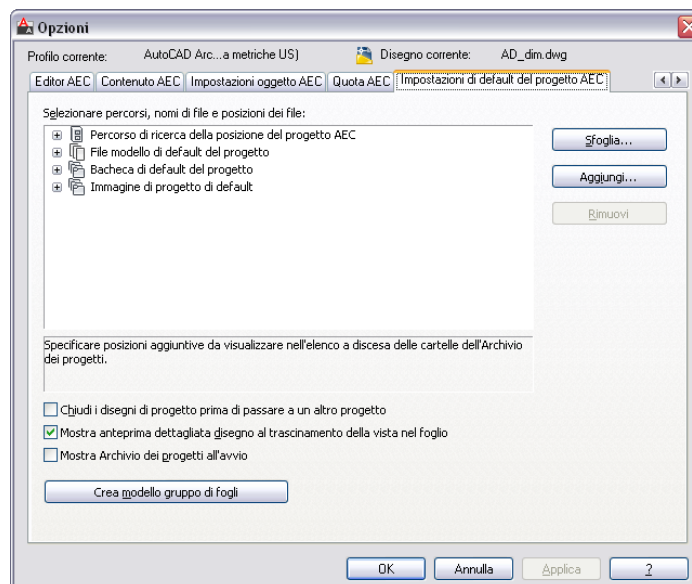 Opzioni
Profilo corrente: AutoCAD Arc...a metriche US) Disegno corrente: AD_dim.dwg
Editor AEC Contenuto AEC Impostazioni oggetto AEC Quota AEC Impostazioni di default del progetto AEC
Selezionare percorsi, nomi di file e posizioni dei file:
Percorso di ricerca della posizione del progetto AEC
File modello di default del progetto
Bacheca di default del progetto
Immagine di progetto di default
Sfoglia...
Aggiungi...
Rimuovi
Specificare posizioni aggiuntive da visualizzare nell'elenco a discesa delle cartelle dell'Archivio
dei progetti.
Chiudi i disegni di progetto prima di passare a un altro progetto
Mostra anteprima dettagliata disegno al trascinamento della vista nel foglio
Mostra Archivio dei progetti all'avvio
Crea modello gruppo di fogli
OK Annulla Applica ?